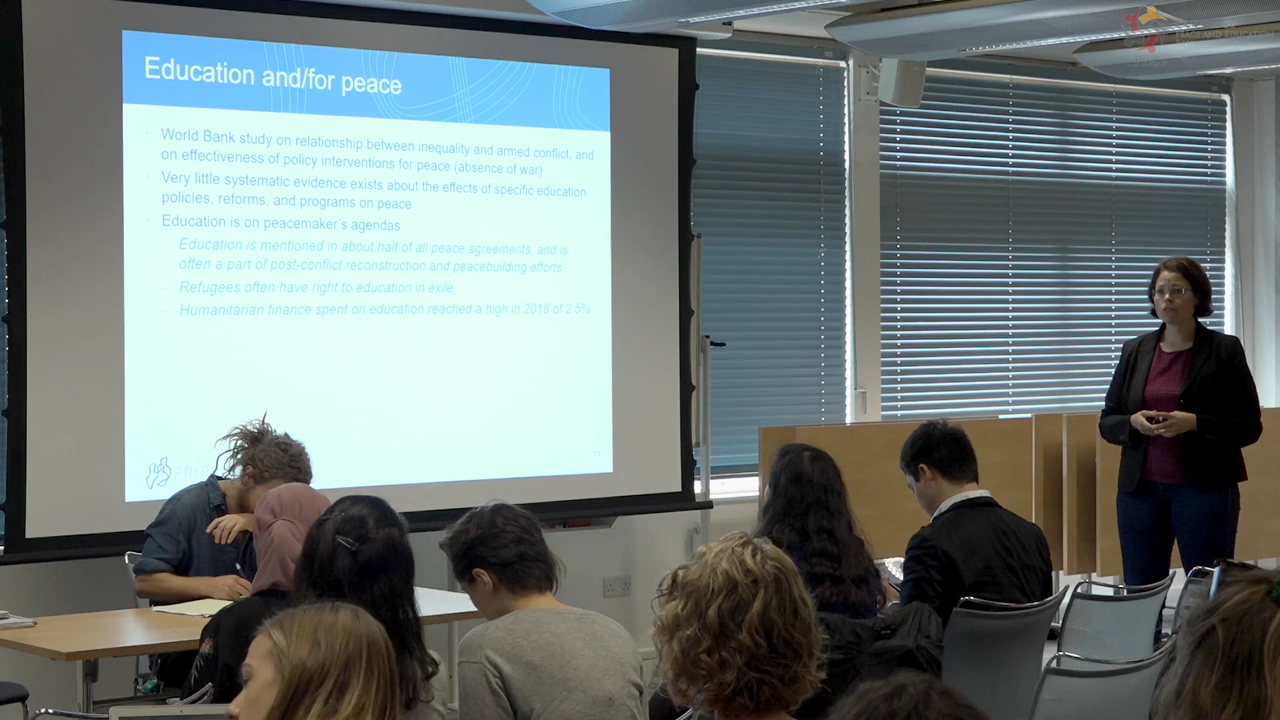 PEACE AND EDUCATION
Education and/for peace
World Bank study on relationship between inequality and armed conflict, and
on effectiveness of policy interventions for peace (absence of war)
Very little systematic evidence exists about the effects of specific education
policies, reforms, and programs on peace
Education is on peacemaker's agendas
Education is mentioned in about half of all peace agreements, and is
often a part of post-conflict reconstruction and peacebuilding efforts
Refugees often have right to education in exile
Humanitarian finance spent on education reached a high in 2018 of 2.5%
PRIO